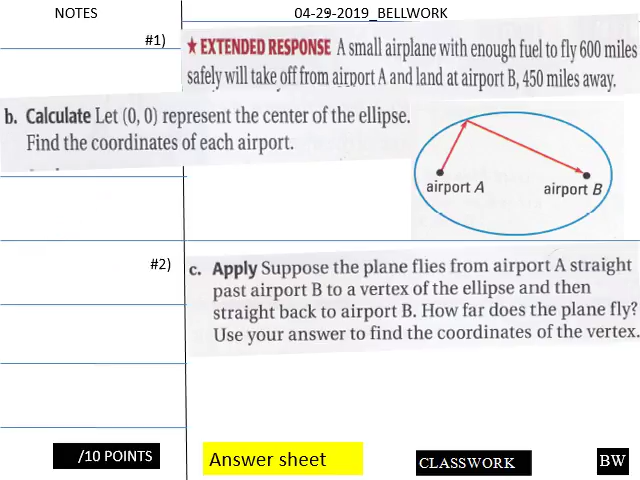 NOTES
04-29-2019_BELLWORK
#1)
★ EXTENDED RESPONSE A small airplane with enough fuel to fly 600 miles
safely will take off from airport A and land at airport B, 450 miles away.
b. Calculate Let (0, 0) represent the center of the ellipse.
Find the coordinates of each airport.
airport A
airport B
#2)
c. Apply Suppose the plane flies from airport A straight
past airport B to a vertex of the ellipse and then
straight back to airport B. How far does the plane fly?
Use your answer to find the coordinates of the vertex.
/10 POINTS
Answer sheet
CLASSWORK
BW